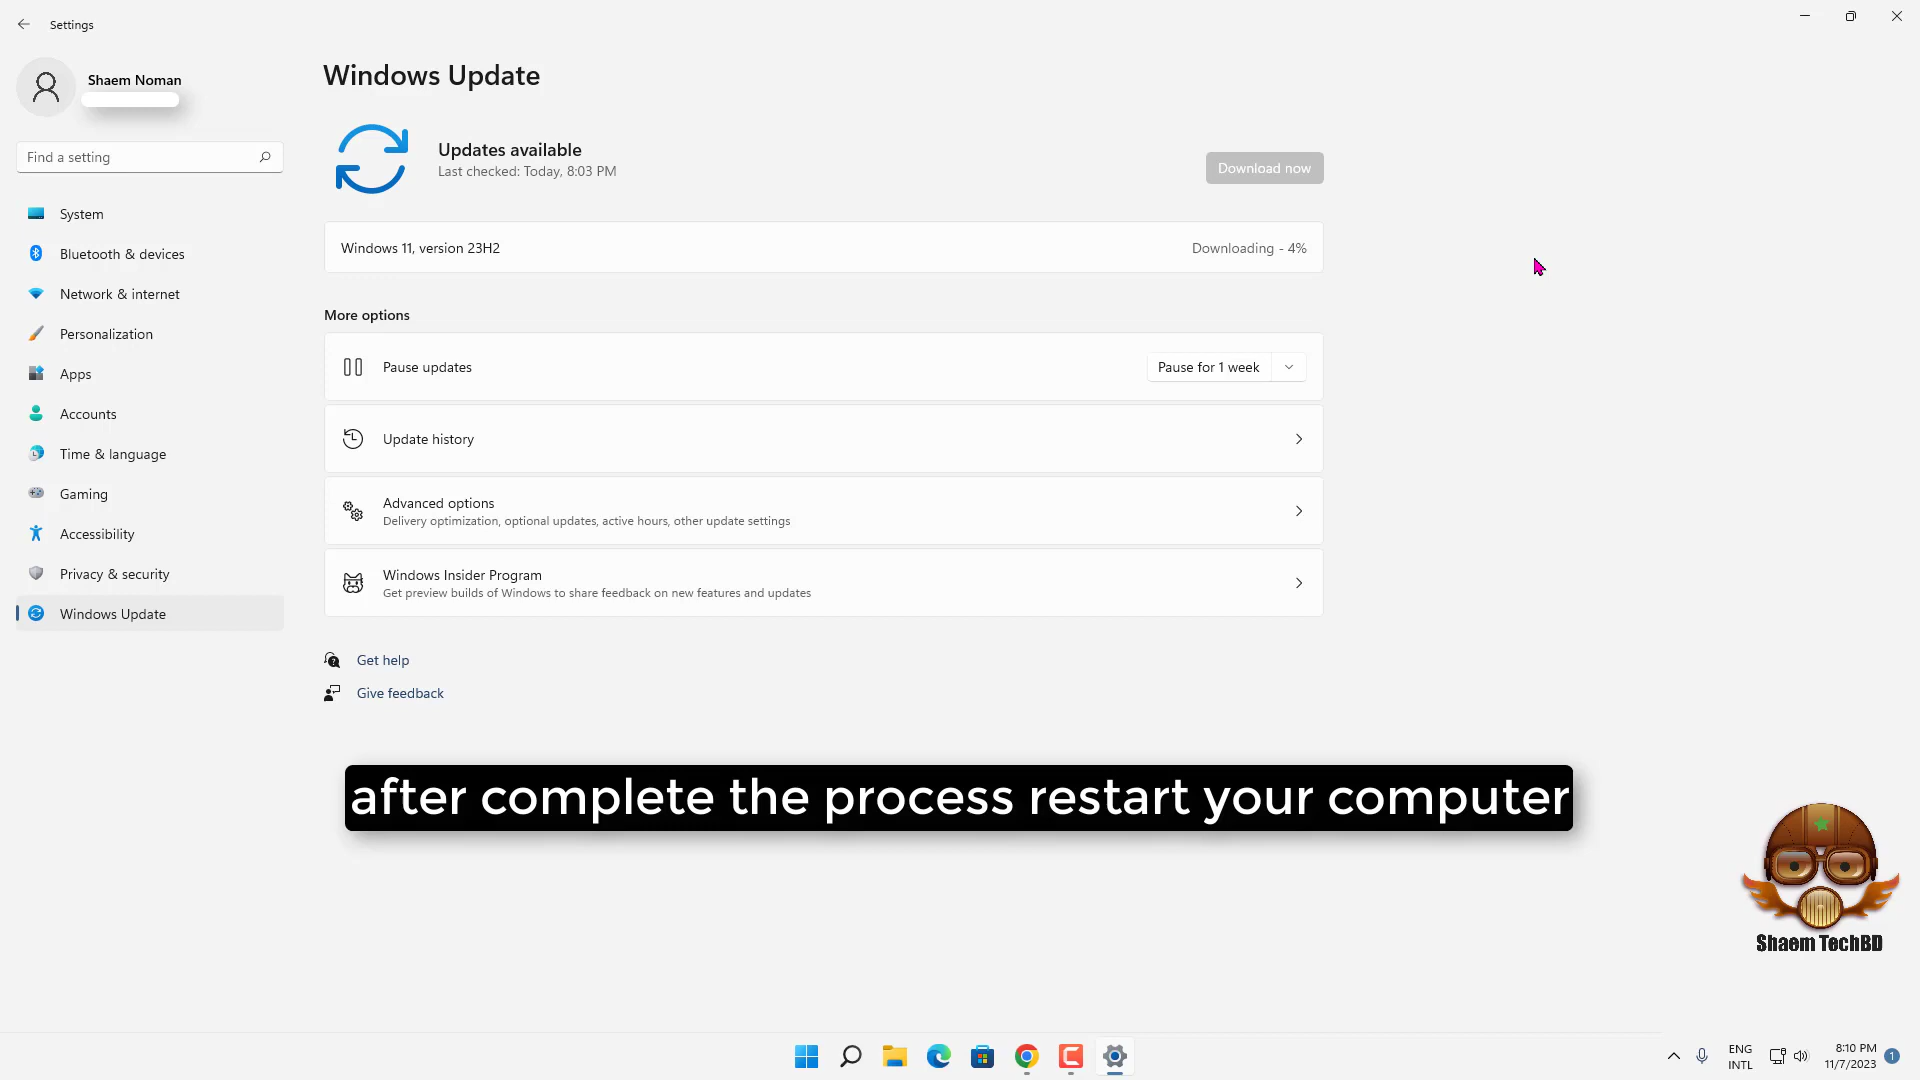 Settings
Shaem Noman
Find a setting
System
Bluetooth & devices
Network & internet
Personalization
Apps
Accounts
Time & language
Gaming
Accessibility
Privacy & security
Windows Update
Windows Update
Updates available
Last checked: Today, 8:03 PM
Download now
Windows 11, version 23H2
Downloading - 4%
More options
Pause updates
Pause for 1 week
Update history
Advanced options
Delivery optimization, optional updates, active hours, other update settings
Windows Insider Program
Get preview builds of Windows to share feedback on new features and updates
Get help
Give feedback
after complete the process restart your computer
Shaem TechBD
ENG
INTL
8:10 PM
11/7/2023
1